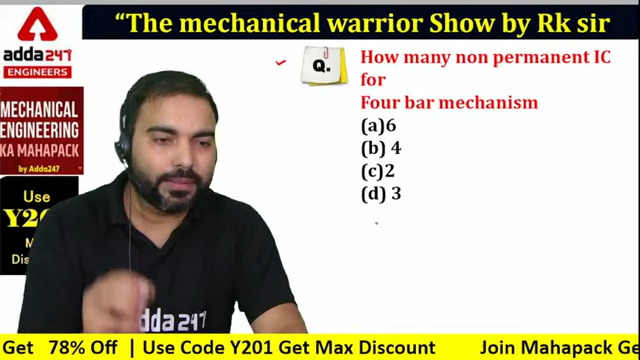 "The mechanical warrior Show by Rk sir
adda247
ENGINEERS
Q.
How many non permanent IC
for
Four bar mechanism
(a)6
(b) 4
(c)2
(d) 3
MECHANICAL
ENGINEERING
KA MAHAPACK
by Adda247
Use
adda247
Get 78% Off | Use Code Y201 Get Max Discount Join Mahapack